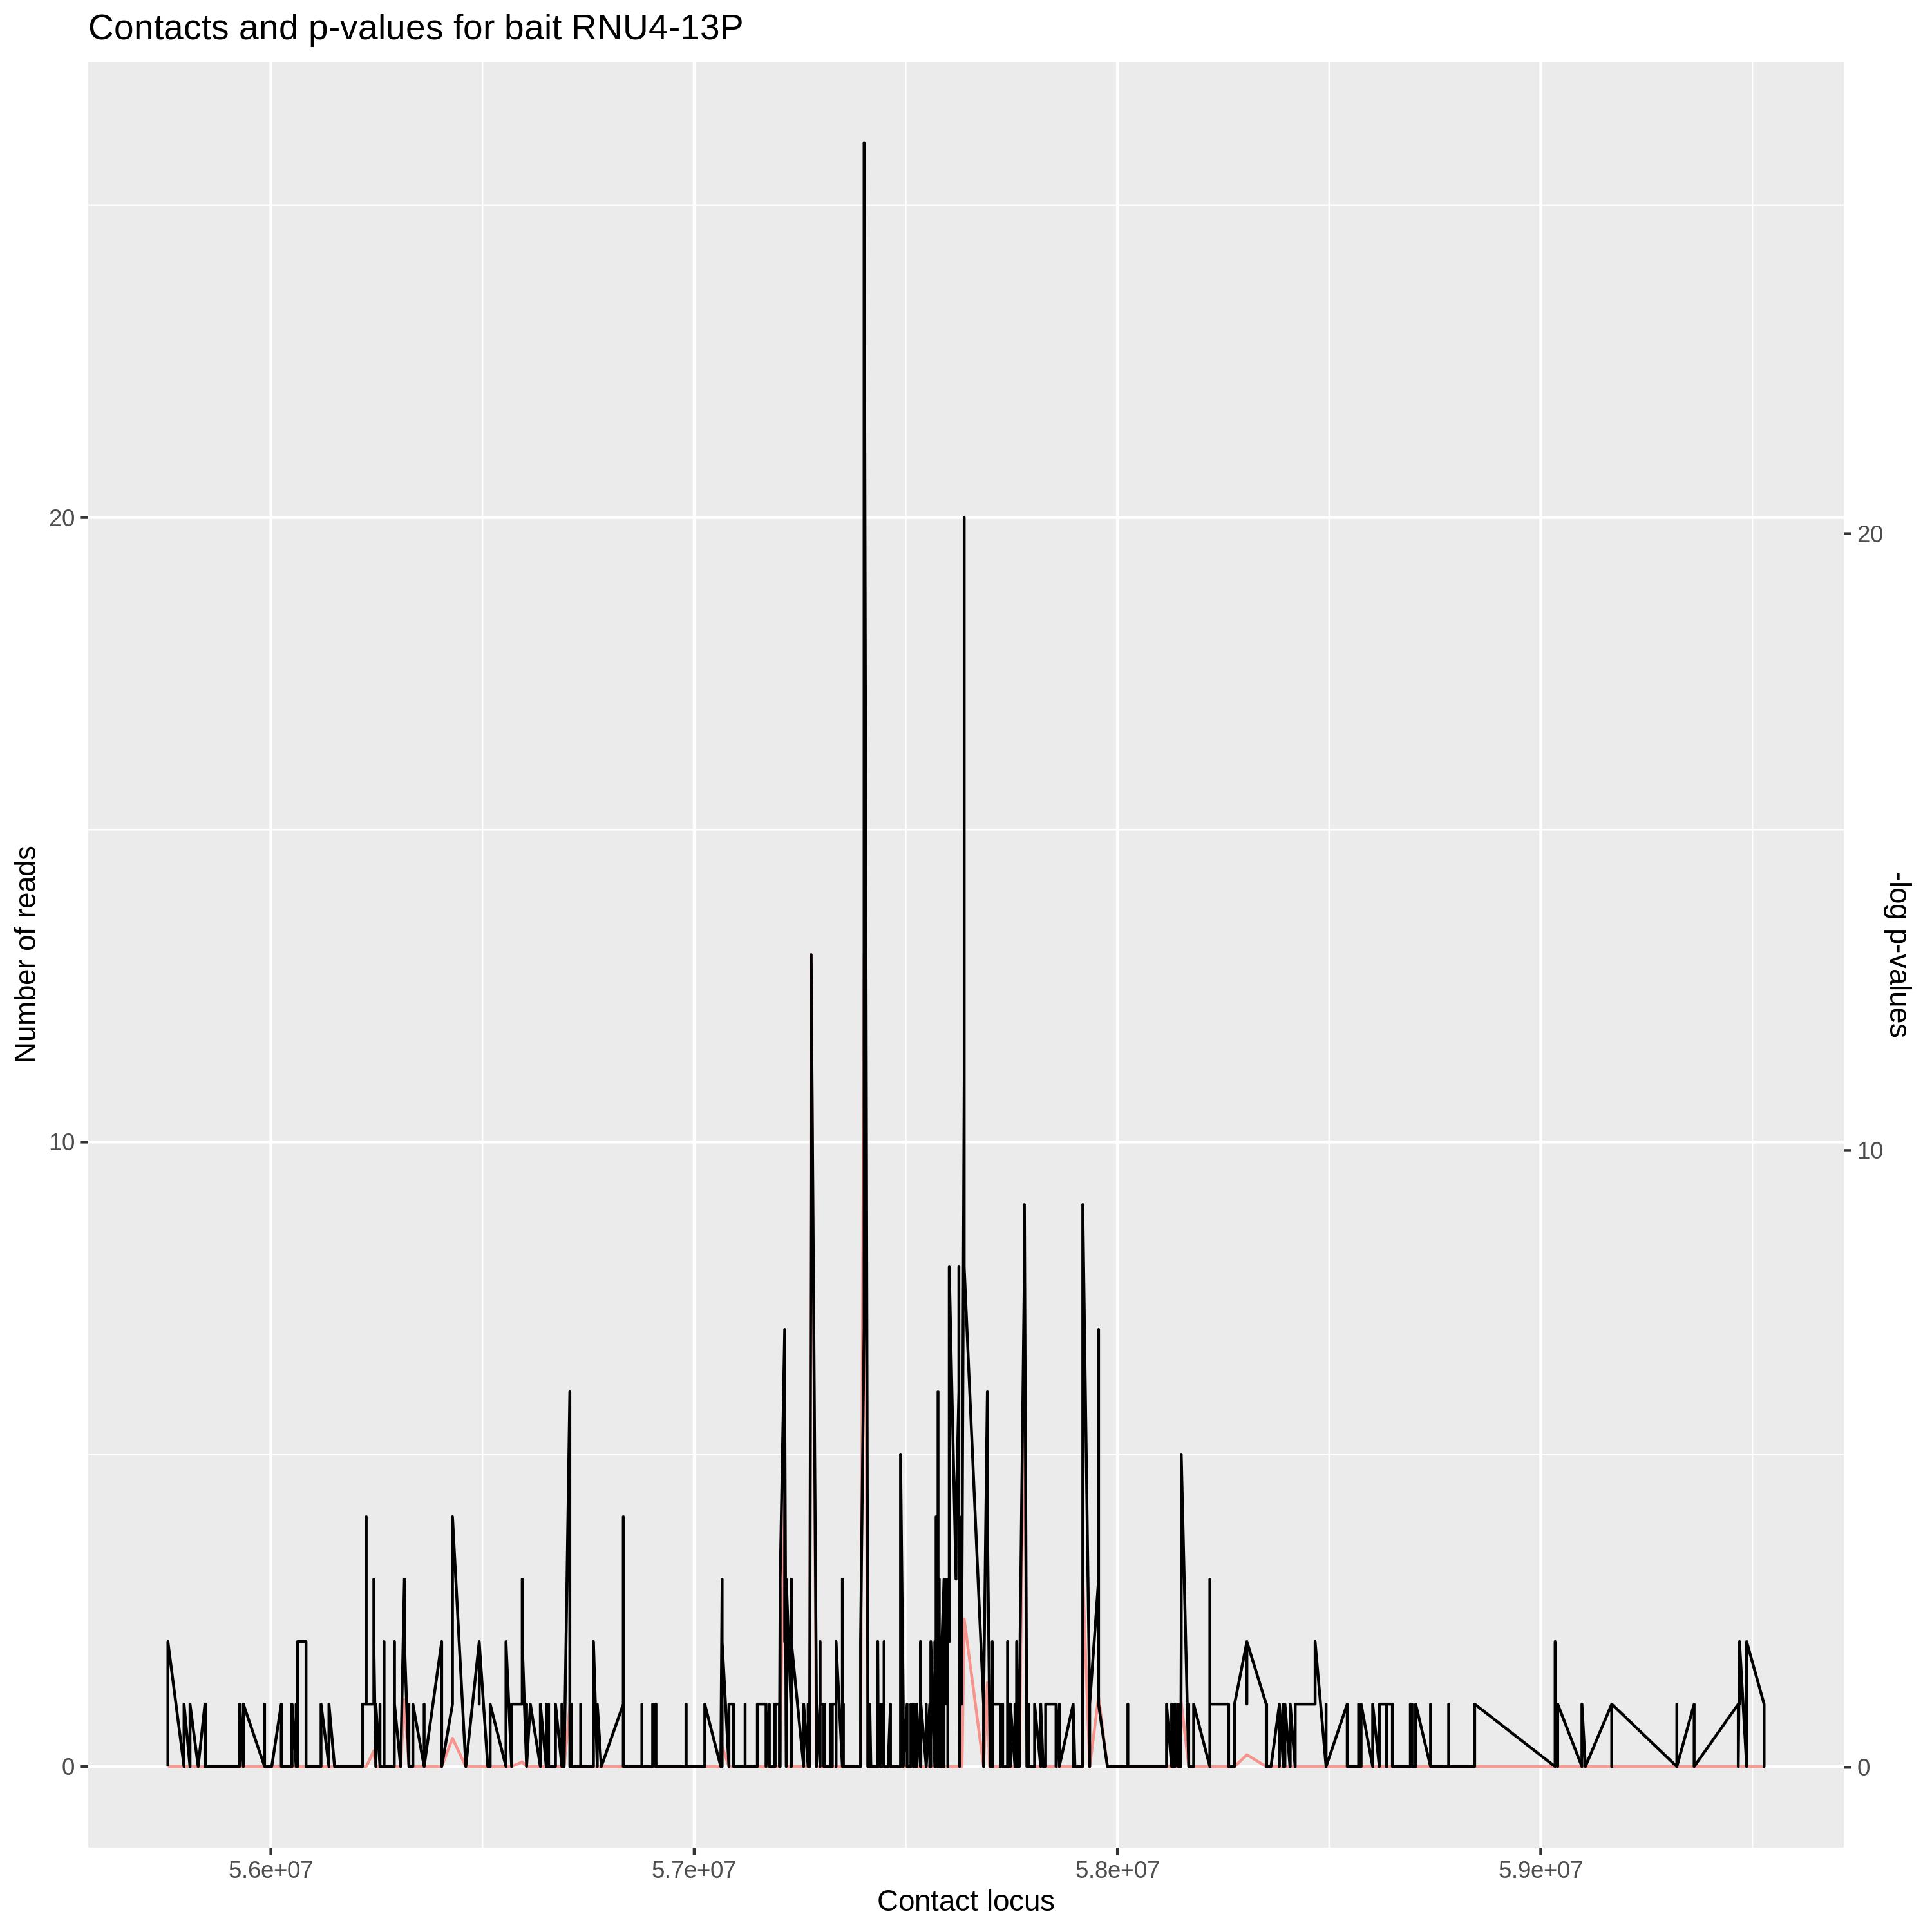 Contacts and p-values for bait RNU4-13P
Number of reads
20
10
0
20
10
0
-log p-values
5.6e+07
5.7e+07
5.8e+07
5.9e+07
Contact locus